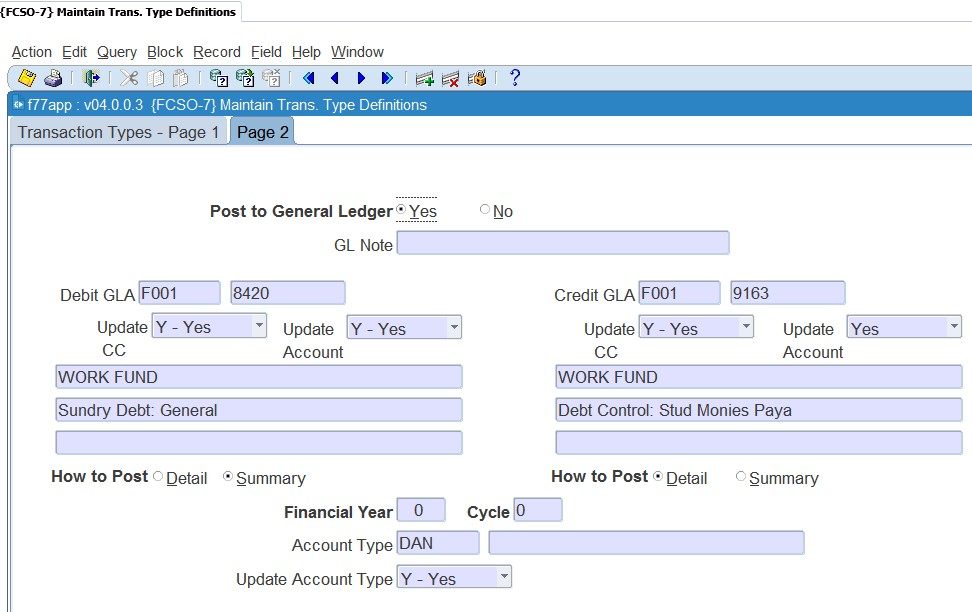 {FCSO-7} Maintain Trans. Type Definitions
Action Edit Query Block Record Field Help Window
f77app : v04.0.0.3 {FCSO-7} Maintain Trans. Type Definitions
Transaction Types - Page 1 Page 2
Post to General Ledger Yes No
GL Note
Debit GLA F001 8420 Credit GLA F001 9163
Update CC Y - Yes Update Account Y - Yes Update CC Y - Yes Update Account Yes
WORK FUND WORK FUND
Sundry Debt: General Debt Control: Stud Monies Paya
How to Post Detail Summary How to Post Detail Summary
Financial Year 0 Cycle 0
Account Type DAN
Update Account Type Y - Yes